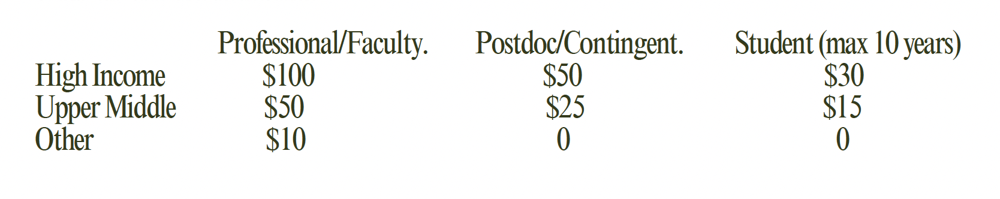 Professional/Faculty. Postdoc/Contingent. Student (max 10 years)
High Income $100 $50 $30
Upper Middle $50 $25 $15
Other $10 0 0